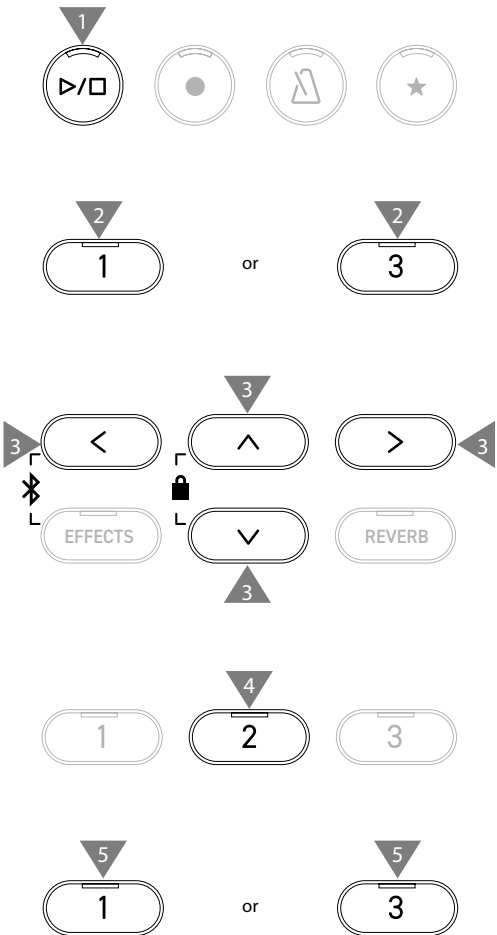 1
▷/□ ● ★
2 2
1 or 3
3
< ∧ >
3 3
EFFECTS ∨ REVERB
3
4
1 2 3
5 5
1 or 3